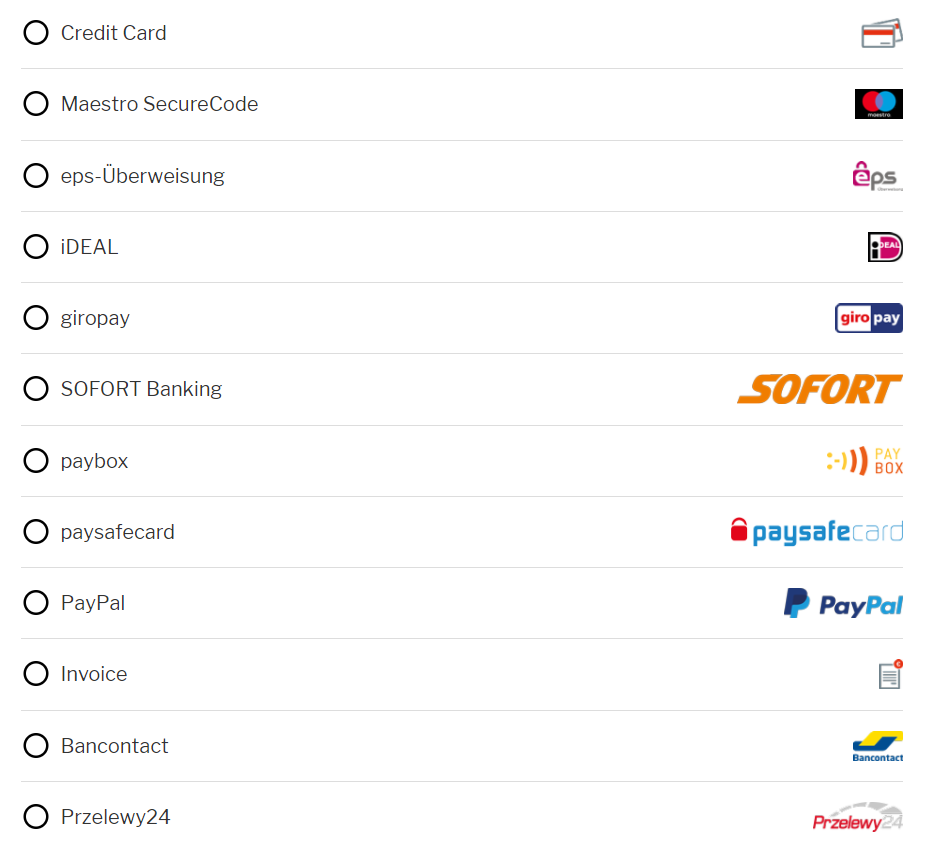 Credit Card
Maestro SecureCode
maestro
eps-Überweisung
eps
iDEAL
iDEAL
giropay
giro pay
SOFORT Banking
SOFORT
paybox
:-))) PAY
BOX
paysafecard
paysafecard
PayPal
PayPal
Invoice
€
Bancontact
Bancontact
Przelewy24
Przelewy24